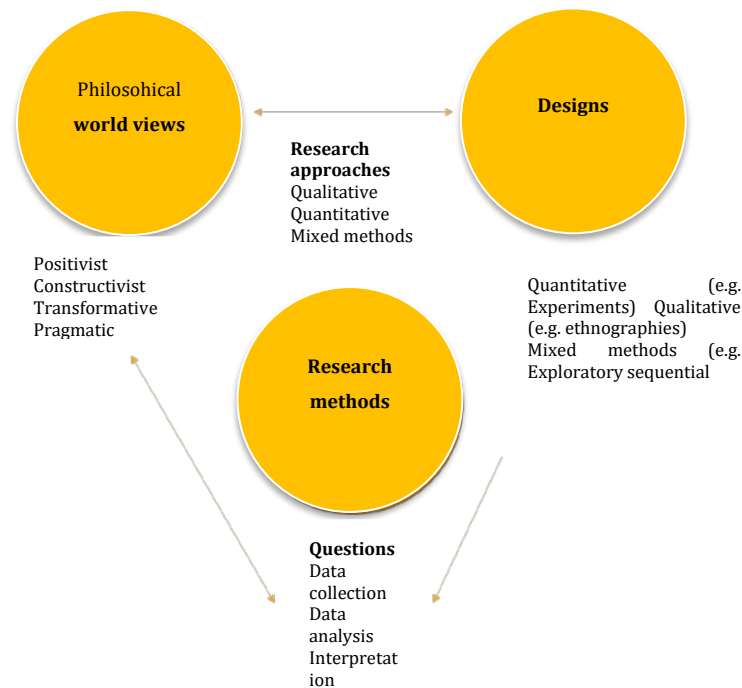 Philosohical
world views
Designs
Research
approaches
Qualitative
Quantitative
Mixed methods
Positivist
Constructivist
Transformative
Pragmatic
Quantitative (e.g.
Experiments) Qualitative
(e.g. ethnographies)
Mixed methods (e.g.
Exploratory sequential
Research
methods
Questions
Data
collection
Data
analysis
Interpretat
ion